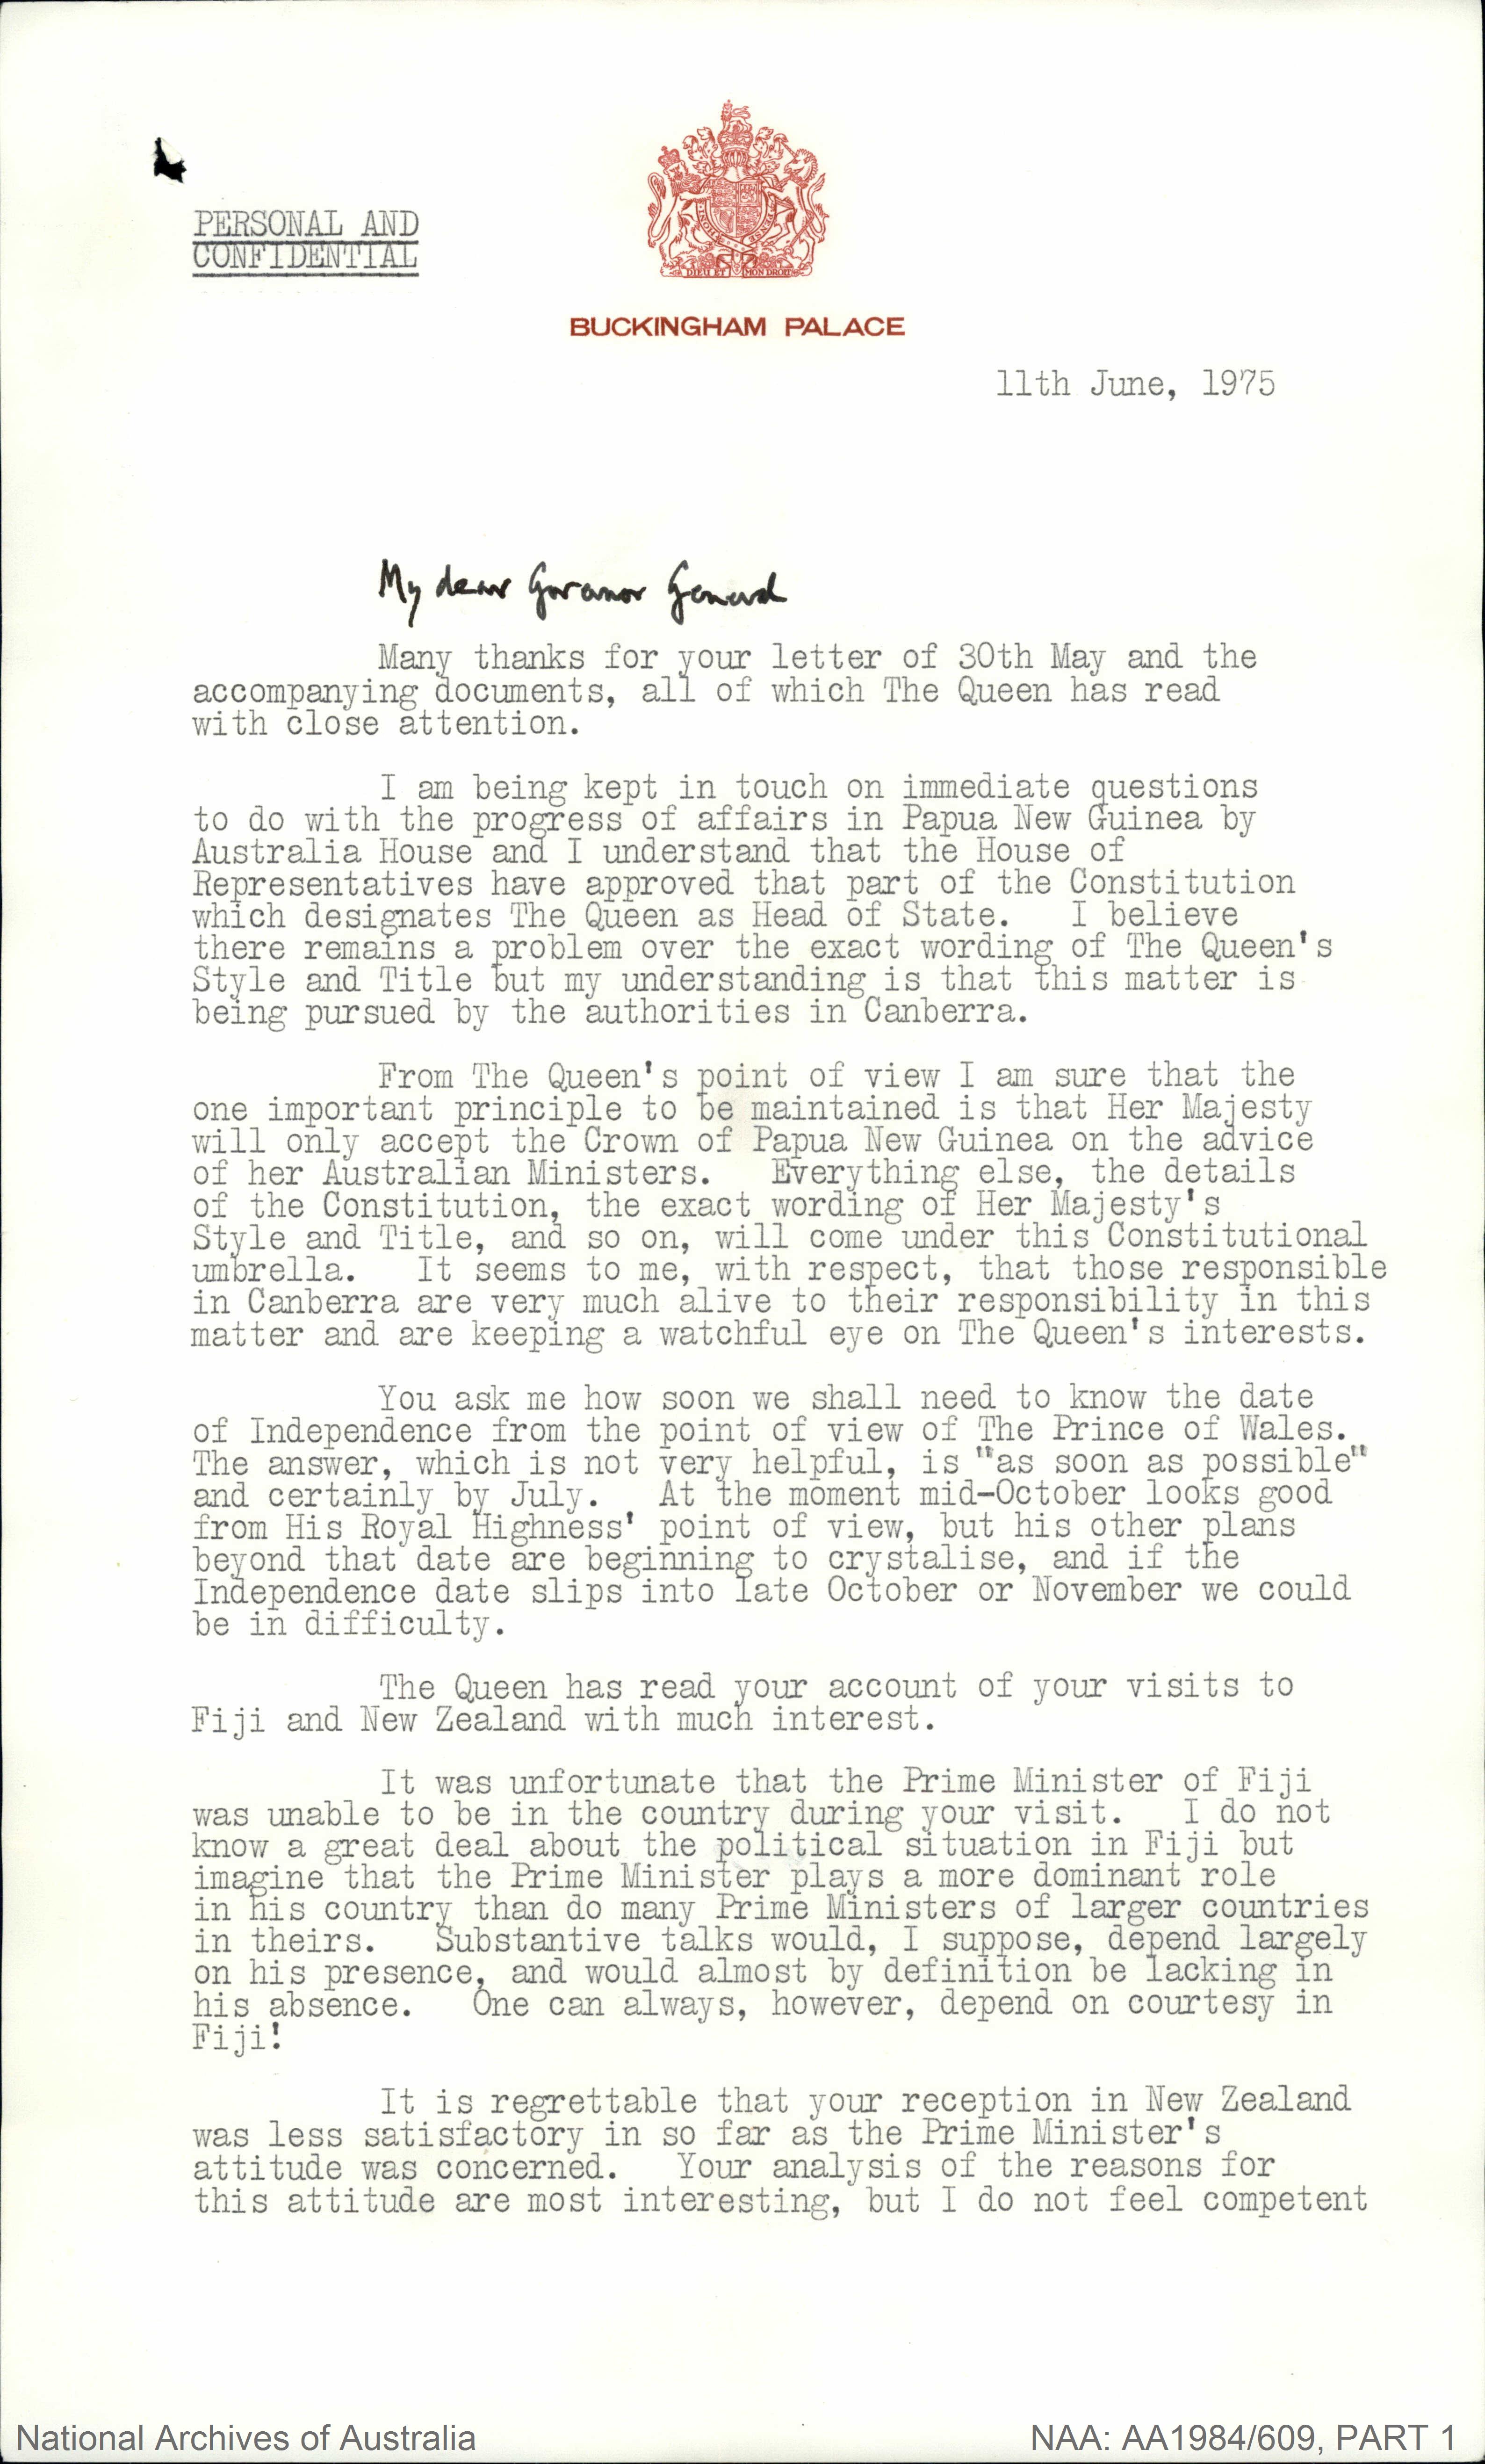 PERSONAL AND
CONFIDENTIAL
DIEU ET MON DROIT
BUCKINGHAM PALACE
11th June, 1975
My dear Governor General
Many thanks for your letter of 30th May and the
accompanying documents, all of which The Queen has read
with close attention.
I am being kept in touch on immediate questions
to do with the progress of affairs in Papua New Guinea by
Australia House and I understand that the House of
Representatives have approved that part of the Constitution
which designates The Queen as Head of State. I believe
there remains a problem over the exact wording of The Queen's
Style and Title but my understanding is that this matter is
being pursued by the authorities in Canberra.
From The Queen's point of view I am sure that the
one important principle to be maintained is that Her Majesty
will only accept the Crown of Papua New Guinea on the advice
of her Australian Ministers. Everything else, the details
of the Constitution, the exact wording of Her Majesty's
Style and Title, and so on, will come under this Constitutional
umbrella. It seems to me, with respect, that those responsible
in Canberra are very much alive to their responsibility in this
matter and are keeping a watchful eye on The Queen's interests.
You ask me how soon we shall need to know the date
of Independence from the point of view of The Prince of Wales.
The answer, which is not very helpful, is "as soon as possible"
and certainly by July. At the moment mid-October looks good
from His Royal Highness' point of view, but his other plans
beyond that date are beginning to crystalise, and if the
Independence date slips into late October or November we could
be in difficulty.
The Queen has read your account of your visits to
Fiji and New Zealand with much interest.
It was unfortunate that the Prime Minister of Fiji
was unable to be in the country during your visit. I do not
know a great deal about the political situation in Fiji but
imagine that the Prime Minister plays a more dominant role
in his country than do many Prime Ministers of larger countries
in theirs. Substantive talks would, I suppose, depend largely
on his presence, and would almost by definition be lacking in
his absence. One can always, however, depend on courtesy in
Fiji!
It is regrettable that your reception in New Zealand
was less satisfactory in so far as the Prime Minister's
attitude was concerned. Your analysis of the reasons for
this attitude are most interesting, but I do not feel competent
National Archives of Australia
NAA: AA1984/609, PART 1